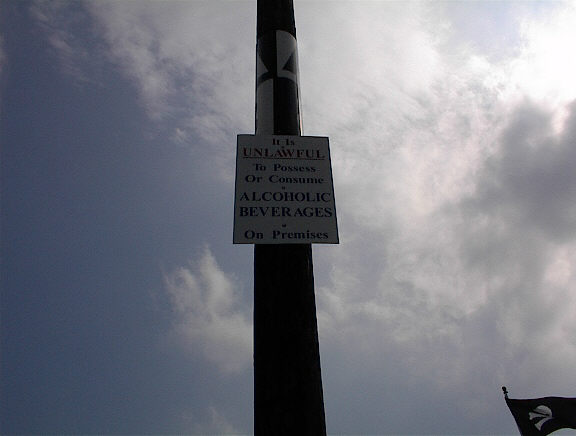 It Is
UNLAWFUL
To Possess
Or Consume
ALCOHOLIC
BEVERAGES
On Premises